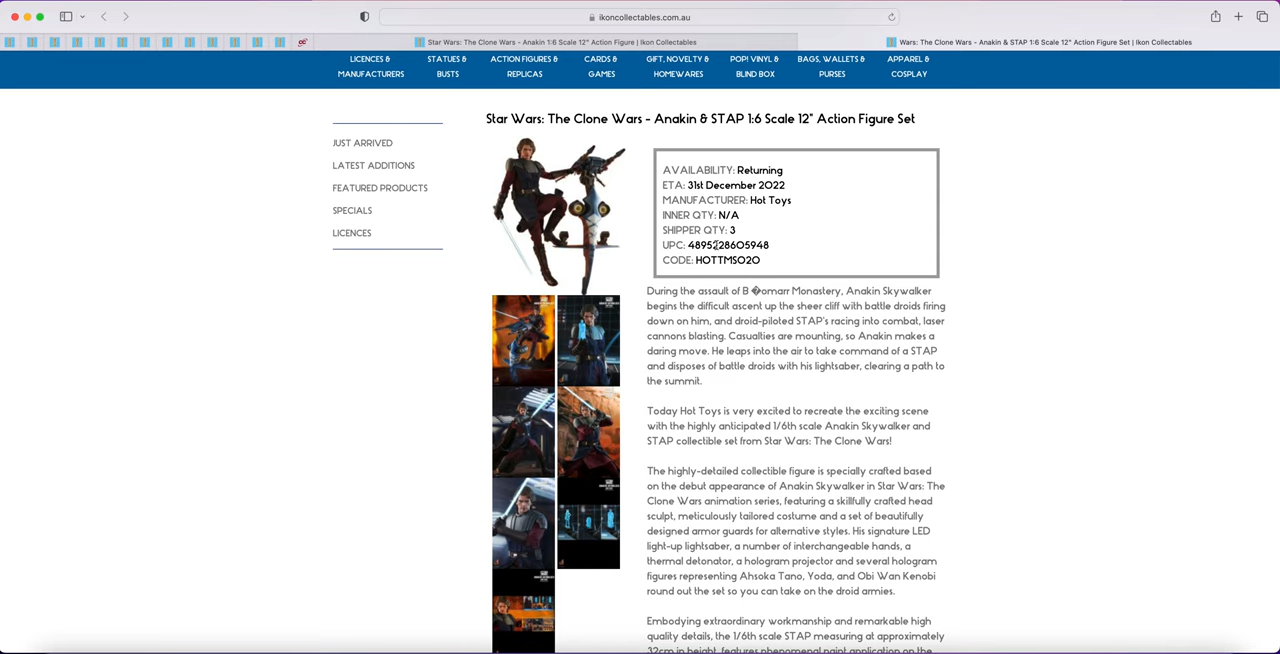 ikoncollectables.com.au
Star Wars: The Clone Wars - Anakin 1:6 Scale 12" Action Figure | Ikon Collectables
Wars: The Clone Wars - Anakin & STAP 1:6 Scale 12" Action Figure Set | Ikon Collectables
LICENCES &
MANUFACTURERS
STATUES &
BUSTS
ACTION FIGURES &
REPLICAS
CARDS &
GAMES
GIFT, NOVELTY &
HOMEWARES
POP! VINYL &
BLIND BOX
BAGS, WALLETS &
PURSES
APPAREL &
COSPLAY
JUST ARRIVED
LATEST ADDITIONS
FEATURED PRODUCTS
SPECIALS
LICENCES
Star Wars: The Clone Wars - Anakin & STAP 1:6 Scale 12" Action Figure Set
AVAILABILITY: Returning
ETA: 31st December 2022
MANUFACTURER: Hot Toys
INNER QTY: N/A
SHIPPER QTY: 3
UPC: 4895228605948
CODE: HOTTMS020
During the assault of B �omarr Monastery, Anakin Skywalker
begins the difficult ascent up the sheer cliff with battle droids firing
down on him, and droid-piloted STAP's racing into combat, laser
cannons blasting. Casualties are mounting, so Anakin makes a
daring move. He leaps into the air to take command of a STAP
and disposes of battle droids with his lightsaber, clearing a path to
the summit.
Today Hot Toys is very excited to recreate the exciting scene
with the highly anticipated 1/6th scale Anakin Skywalker and
STAP collectible set from Star Wars: The Clone Wars!
The highly-detailed collectible figure is specially crafted based
on the debut appearance of Anakin Skywalker in Star Wars: The
Clone Wars animation series, featuring a skillfully crafted head
sculpt, meticulously tailored costume and a set of beautifully
designed armor guards for alternative styles. His signature LED
light-up lightsaber, a number of interchangeable hands, a
thermal detonator, a hologram projector and several hologram
figures representing Ahsoka Tano, Yoda, and Obi Wan Kenobi
round out the set so you can take on the droid armies.
Embodying extraordinary workmanship and remarkable high
quality details, the 1/6th scale STAP measuring at approximately
32cm in height, features phenomenal paint application on the